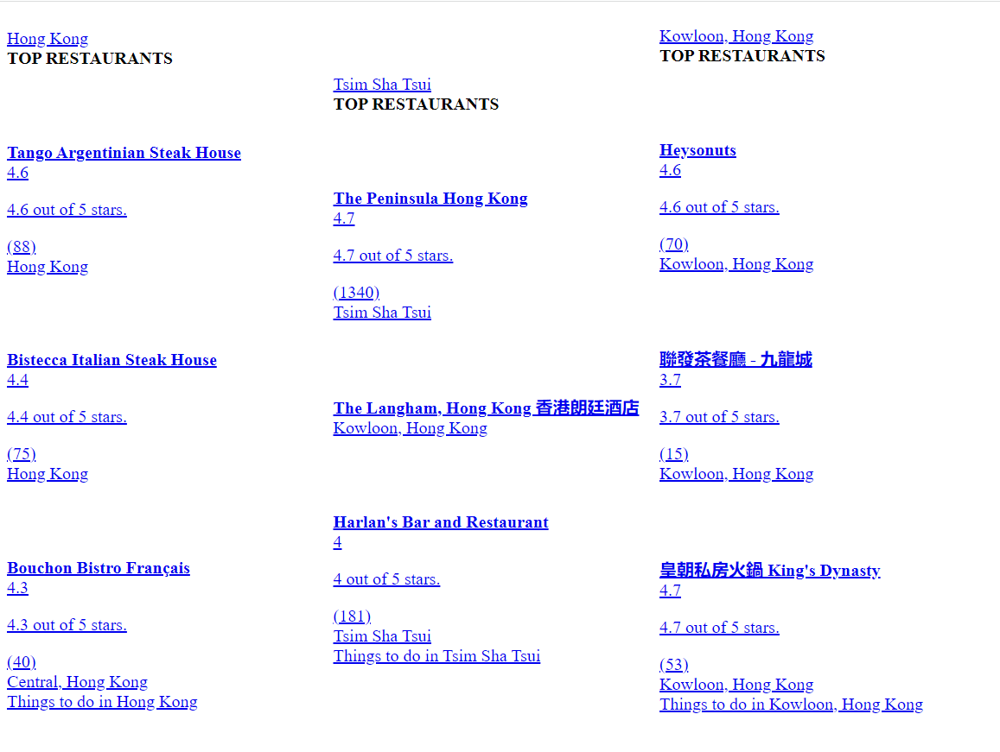 Hong Kong
TOP RESTAURANTS
Tango Argentinian Steak House
4.6
4.6 out of 5 stars.
(88)
Hong Kong
Bistecca Italian Steak House
4.4
4.4 out of 5 stars.
(75)
Hong Kong
Bouchon Bistro Français
4.3
4.3 out of 5 stars.
(40)
Central, Hong Kong
Things to do in Hong Kong
Tsim Sha Tsui
TOP RESTAURANTS
The Peninsula Hong Kong
4.7
4.7 out of 5 stars.
(1340)
Tsim Sha Tsui
The Langham, Hong Kong 香港朗廷酒店
Kowloon, Hong Kong
Harlan's Bar and Restaurant
4
4 out of 5 stars.
(181)
Tsim Sha Tsui
Things to do in Tsim Sha Tsui
Kowloon, Hong Kong
TOP RESTAURANTS
Heysonuts
4.6
4.6 out of 5 stars.
(70)
Kowloon, Hong Kong
聯發茶餐廳 - 九龍城
3.7
3.7 out of 5 stars.
(15)
Kowloon, Hong Kong
皇朝私房火鍋 King's Dynasty
4.7
4.7 out of 5 stars.
(53)
Kowloon, Hong Kong
Things to do in Kowloon, Hong Kong